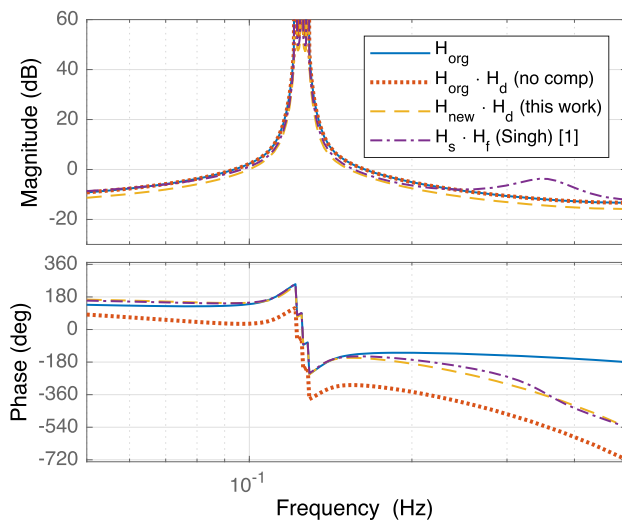 60
40
20
0
-20
Magnitude (dB)
H_org
H_org · H_d (no comp)
H_new · H_d (this work)
H_s · H_f (Singh) [1]
360
180
0
-180
-360
-540
-720
Phase (deg)
10^-1
Frequency (Hz)